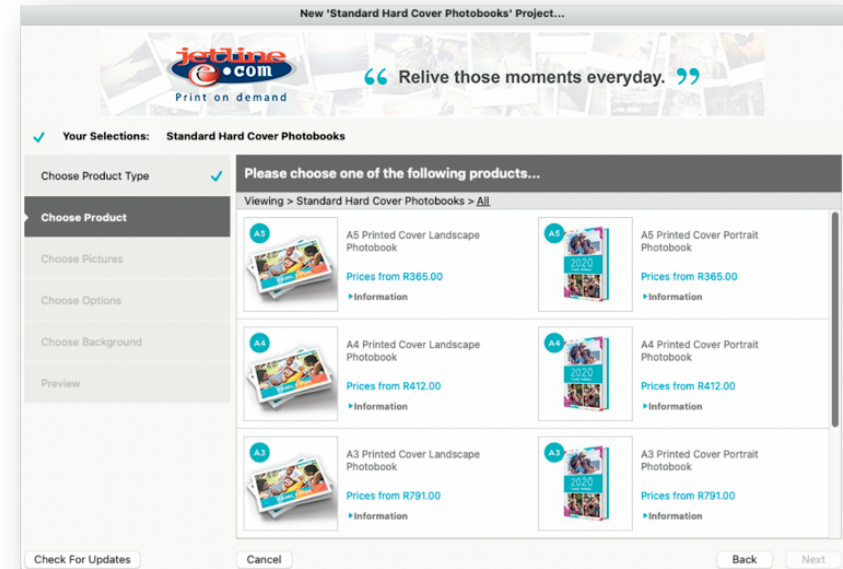 New 'Standard Hard Cover Photobooks' Project...
jetline
e•com
Print on demand
“ Relive those moments everyday. ”
Your Selections: Standard Hard Cover Photobooks
Choose Product Type
Please choose one of the following products...
Viewing > Standard Hard Cover Photobooks > All
Choose Product
Choose Pictures
Choose Options
Choose Background
Preview
A5
A5 Printed Cover Landscape
Photobook
Prices from R365.00
Information
A5
2020
A5 Printed Cover Portrait
Photobook
Prices from R365.00
Information
A4
A4 Printed Cover Landscape
Photobook
Prices from R412.00
Information
A4
2020
A4 Printed Cover Portrait
Photobook
Prices from R412.00
Information
A3
A3 Printed Cover Landscape
Photobook
Prices from R791.00
Information
A3
2020
A3 Printed Cover Portrait
Photobook
Prices from R791.00
Information
Check For Updates
Cancel
Back
Next